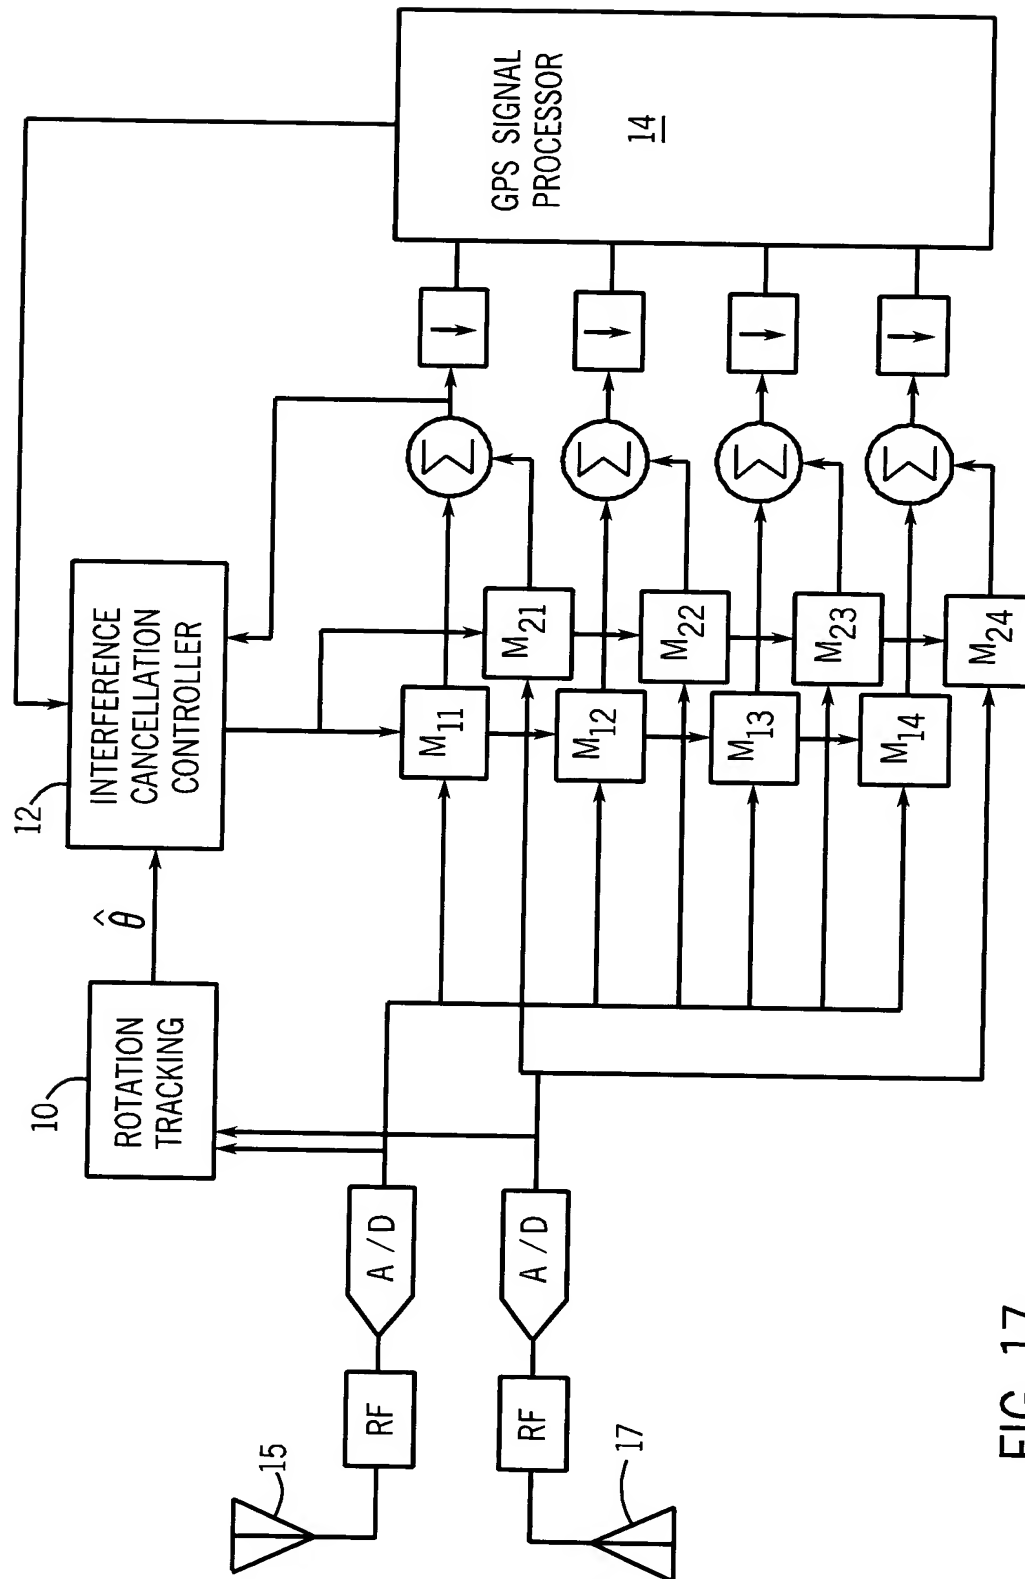 10
ROTATION
TRACKING
θ̂
12
INTERFERENCE
CANCELLATION
CONTROLLER
GPS SIGNAL
PROCESSOR
14
15
RF
A/D
17
RF
A/D
M11
M21
Σ
↓
M12
M22
Σ
↓
M13
M23
Σ
↓
M14
M24
Σ
↓
FIG. 17